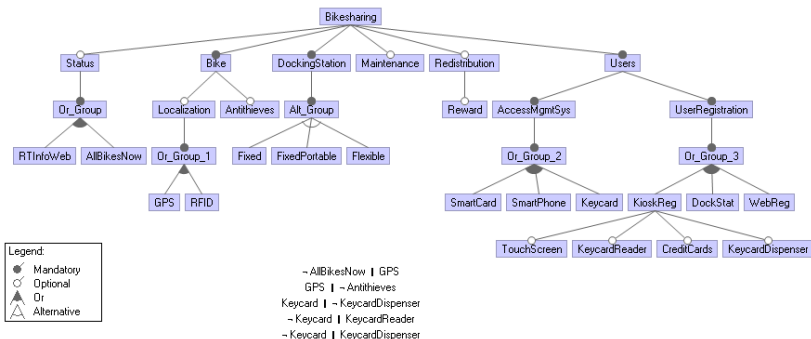 Bikesharing
Status Bike DockingStation Maintenance Redistribution Users
Or_Group Localization Antithieves Alt_Group Reward AccessMgmtSys UserRegistration
RTInfoWeb AllBikesNow Or_Group_1 Fixed FixedPortable Flexible Or_Group_2 Or_Group_3
GPS RFID SmartCard SmartPhone Keycard KioskReg DockStat WebReg
TouchScreen KeycardReader CreditCards KeycardDispenser
Legend:
Mandatory
Optional
Or
Alternative
¬ AllBikesNow ∨ GPS
GPS ∨ ¬ Antithieves
Keycard ∨ ¬ KeycardDispenser
¬ Keycard ∨ KeycardReader
¬ Keycard ∨ KeycardDispenser